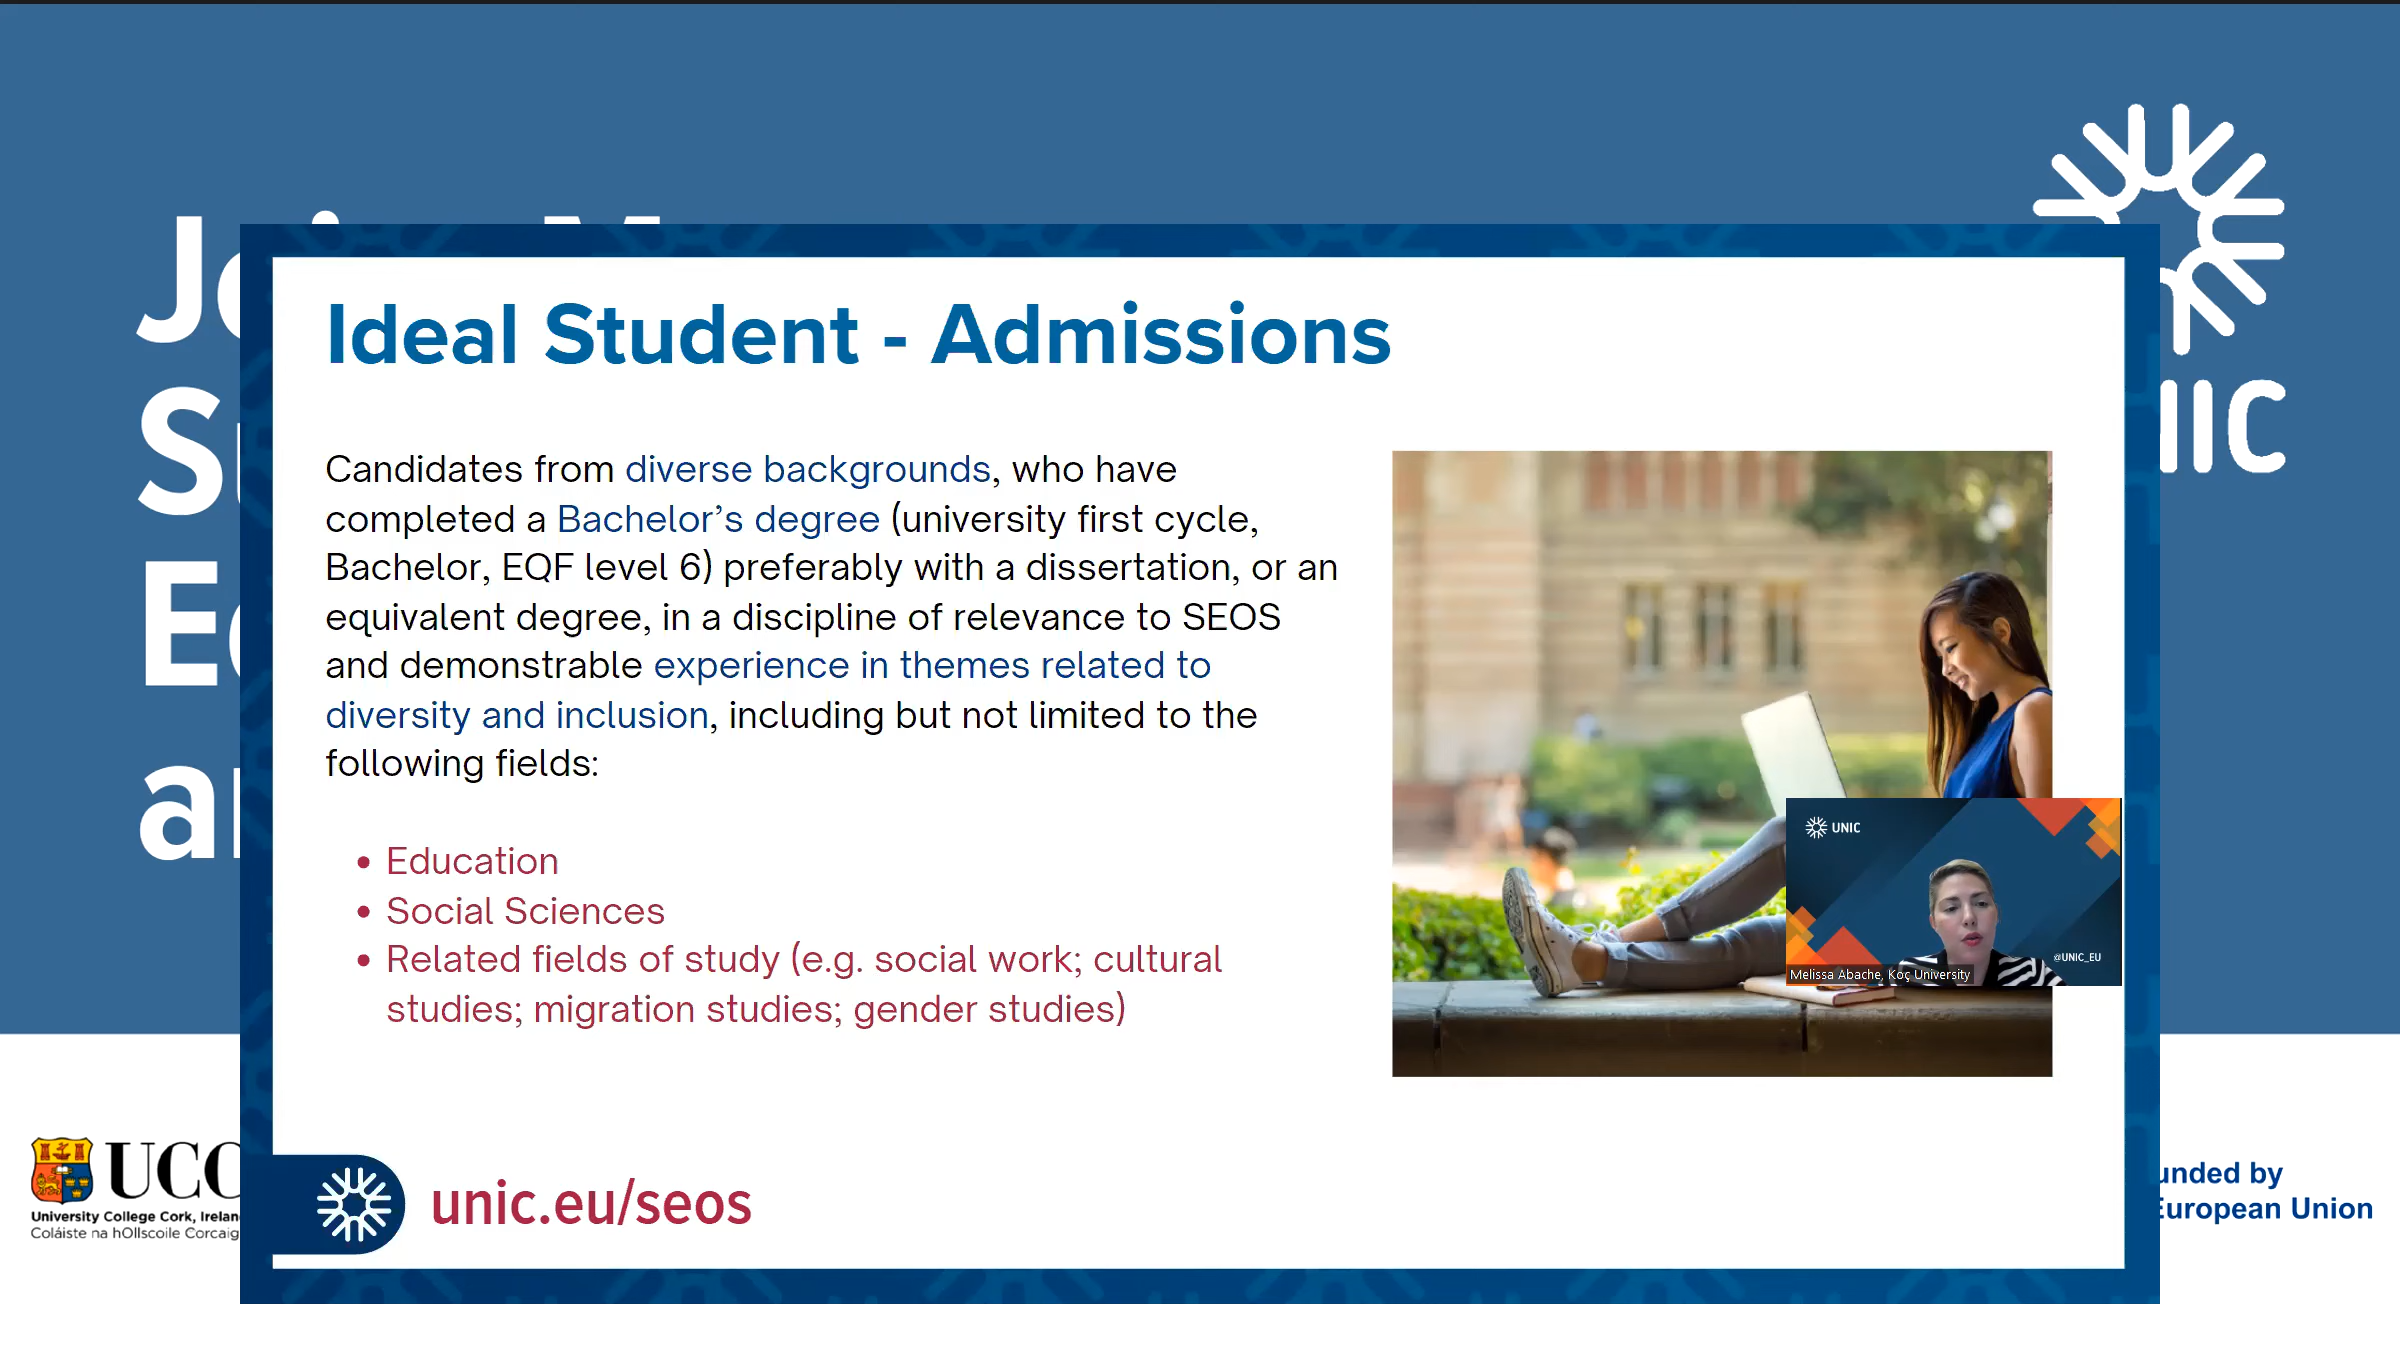 Ideal Student - Admissions
Candidates from diverse backgrounds, who have
completed a Bachelor's degree (university first cycle,
Bachelor, EQF level 6) preferably with a dissertation, or an
equivalent degree, in a discipline of relevance to SEOS
and demonstrable experience in themes related to
diversity and inclusion, including but not limited to the
following fields:
• Education
• Social Sciences
• Related fields of study (e.g. social work; cultural
studies; migration studies; gender studies)
UNIC
@UNIC_EU
Melissa Abache, Koç University
unic.eu/seos
UCC
University College Cork, Ireland
Coláiste na hOllscoile Corcaigh
European Union